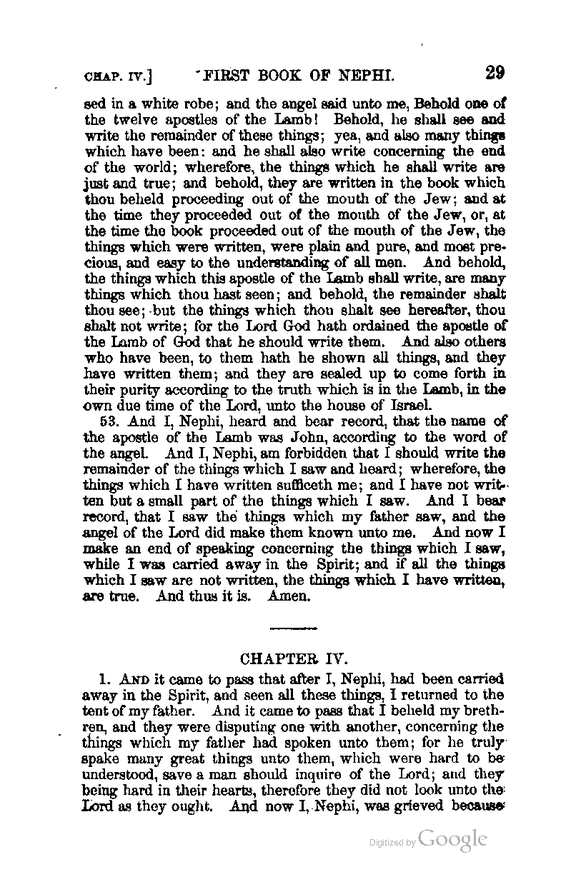 CHAP. IV.] FIRST BOOK OF NEPHI. 29
sed in a white robe; and the angel said unto me, Behold one of
the twelve apostles of the Lamb! Behold, he shall see and
write the remainder of these things; yea, and also many things
which have been: and he shall also write concerning the end
of the world; wherefore, the things which he shall write are
just and true; and behold, they are written in the book which
thou beheld proceeding out of the mouth of the Jew; and at
the time they proceeded out of the mouth of the Jew, or, at
the time the book proceeded out of the mouth of the Jew, the
things which were written, were plain and pure, and most pre-
cious, and easy to the understanding of all men. And behold,
the things which this apostle of the Lamb shall write, are many
things which thou hast seen; and behold, the remainder shalt
thou see; but the things which thou shalt see hereafter, thou
shalt not write; for the Lord God hath ordained the apostle of
the Lamb of God that he should write them. And also others
who have been, to them hath he shown all things, and they
have written them; and they are sealed up to come forth in
their purity according to the truth which is in the Lamb, in the
own due time of the Lord, unto the house of Israel.
53. And I, Nephi, heard and bear record, that the name of
the apostle of the Lamb was John, according to the word of
the angel. And I, Nephi, am forbidden that I should write the
remainder of the things which I saw and heard; wherefore, the
things which I have written sufficeth me; and I have not writ-
ten but a small part of the things which I saw. And I bear
record, that I saw the things which my father saw, and the
angel of the Lord did make them known unto me. And now I
make an end of speaking concerning the things which I saw,
while I was carried away in the Spirit; and if all the things
which I saw are not written, the things which I have written,
are true. And thus it is. Amen.
CHAPTER IV.
1. AND it came to pass that after I, Nephi, had been carried
away in the Spirit, and seen all these things, I returned to the
tent of my father. And it came to pass that I beheld my breth-
ren, and they were disputing one with another, concerning the
things which my father had spoken unto them; for he truly
spake many great things unto them, which were hard to be
understood, save a man should inquire of the Lord; and they
being hard in their hearts, therefore they did not look unto the
Lord as they ought. And now I, Nephi, was grieved because
Digitized by Google